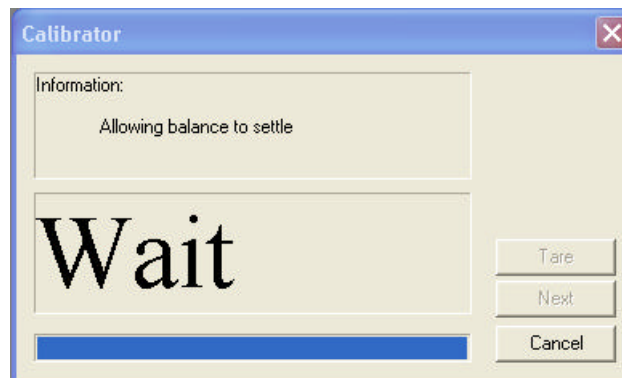 Calibrator
Information:
Allowing balance to settle
Wait
Tare
Next
Cancel